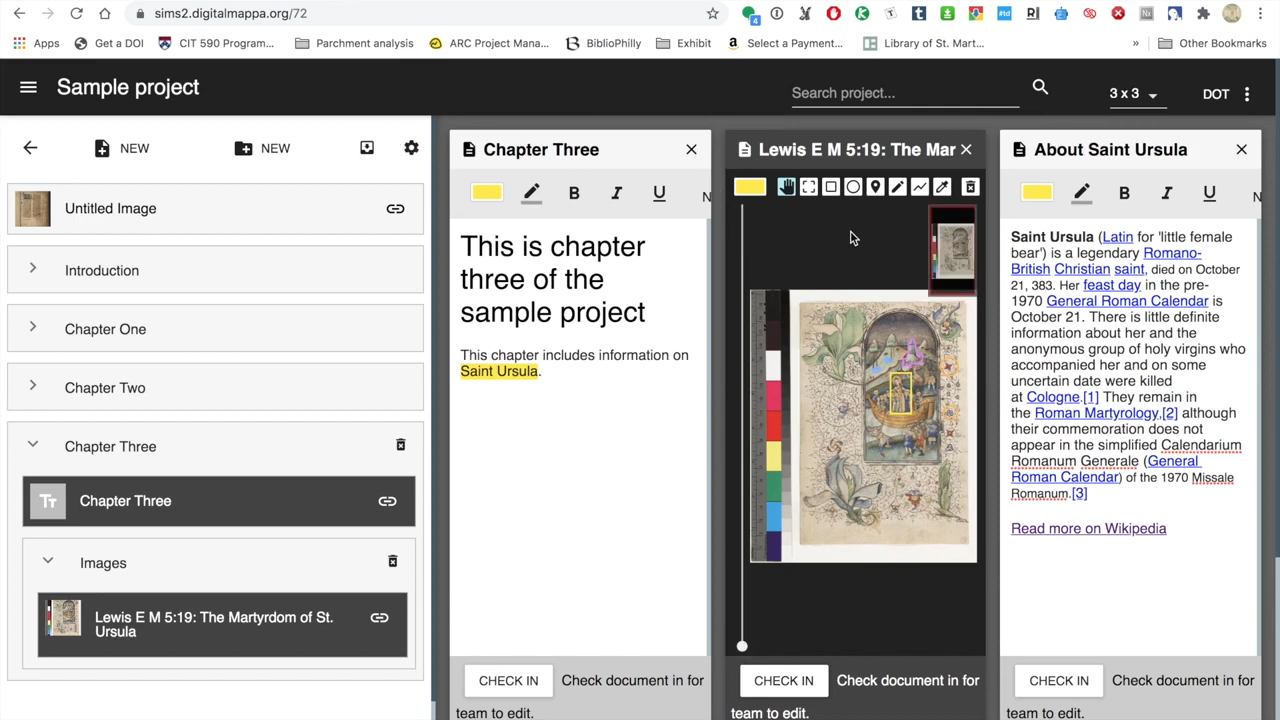 sims2.digitalmappa.org/72
4
#td
R
Nx
Apps
Get a DOI
CIT 590 Program...
Parchment analysis
ARC Project Mana...
BiblioPhilly
Exhibit
Select a Payment...
Library of St. Mart...
»
Other Bookmarks
Sample project
Search project...
3 x 3
DOT
NEW
NEW
Untitled Image
Introduction
Chapter One
Chapter Two
Chapter Three
Tт
Chapter Three
Images
Lewis E M 5:19: The Martyrdom of St.
Ursula
Chapter Three
B I U N
This is chapter
three of the
sample project
This chapter includes information on
Saint Ursula.
CHECK IN
Check document in for
team to edit.
Lewis E M 5:19: The Mar
CHECK IN
Check document in for
team to edit.
About Saint Ursula
B I U N
Saint Ursula (Latin for 'little female
bear') is a legendary Romano-
British Christian saint, died on October
21, 383. Her feast day in the pre-
1970 General Roman Calendar is
October 21. There is little definite
information about her and the
anonymous group of holy virgins who
accompanied her and on some
uncertain date were killed
at Cologne.[1] They remain in
the Roman Martyrology,[2] although
their commemoration does not
appear in the simplified Calendarium
Romanum Generale (General
Roman Calendar) of the 1970 Missale
Romanum.[3]
Read more on Wikipedia
CHECK IN
Check document in for
team to edit.